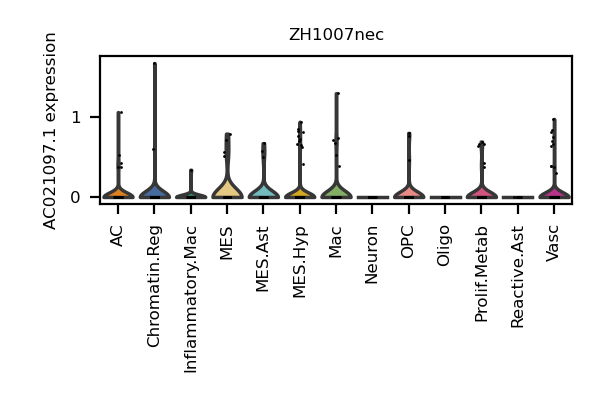 ZH1007nec
AC021097.1 expression
1
0
AC
Chromatin.Reg
Inflammatory.Mac
MES
MES.Ast
MES.Hyp
Mac
Neuron
OPC
Oligo
Prolif.Metab
Reactive.Ast
Vasc